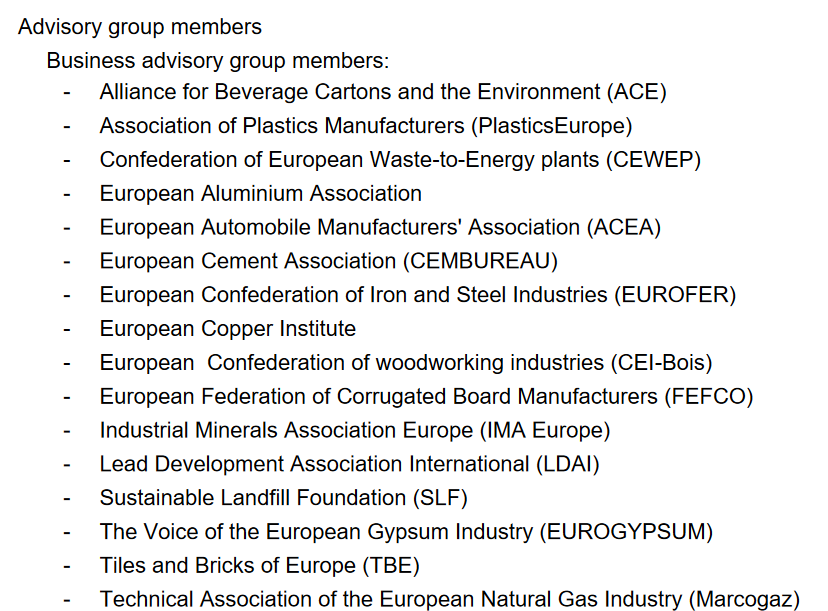 Advisory group members
Business advisory group members:
- Alliance for Beverage Cartons and the Environment (ACE)
- Association of Plastics Manufacturers (PlasticsEurope)
- Confederation of European Waste-to-Energy plants (CEWEP)
- European Aluminium Association
- European Automobile Manufacturers' Association (ACEA)
- European Cement Association (CEMBUREAU)
- European Confederation of Iron and Steel Industries (EUROFER)
- European Copper Institute
- European  Confederation of woodworking industries (CEI-Bois)
- European Federation of Corrugated Board Manufacturers (FEFCO)
- Industrial Minerals Association Europe (IMA Europe)
- Lead Development Association International (LDAI)
- Sustainable Landfill Foundation (SLF)
- The Voice of the European Gypsum Industry (EUROGYPSUM)
- Tiles and Bricks of Europe (TBE)
- Technical Association of the European Natural Gas Industry (Marcogaz)